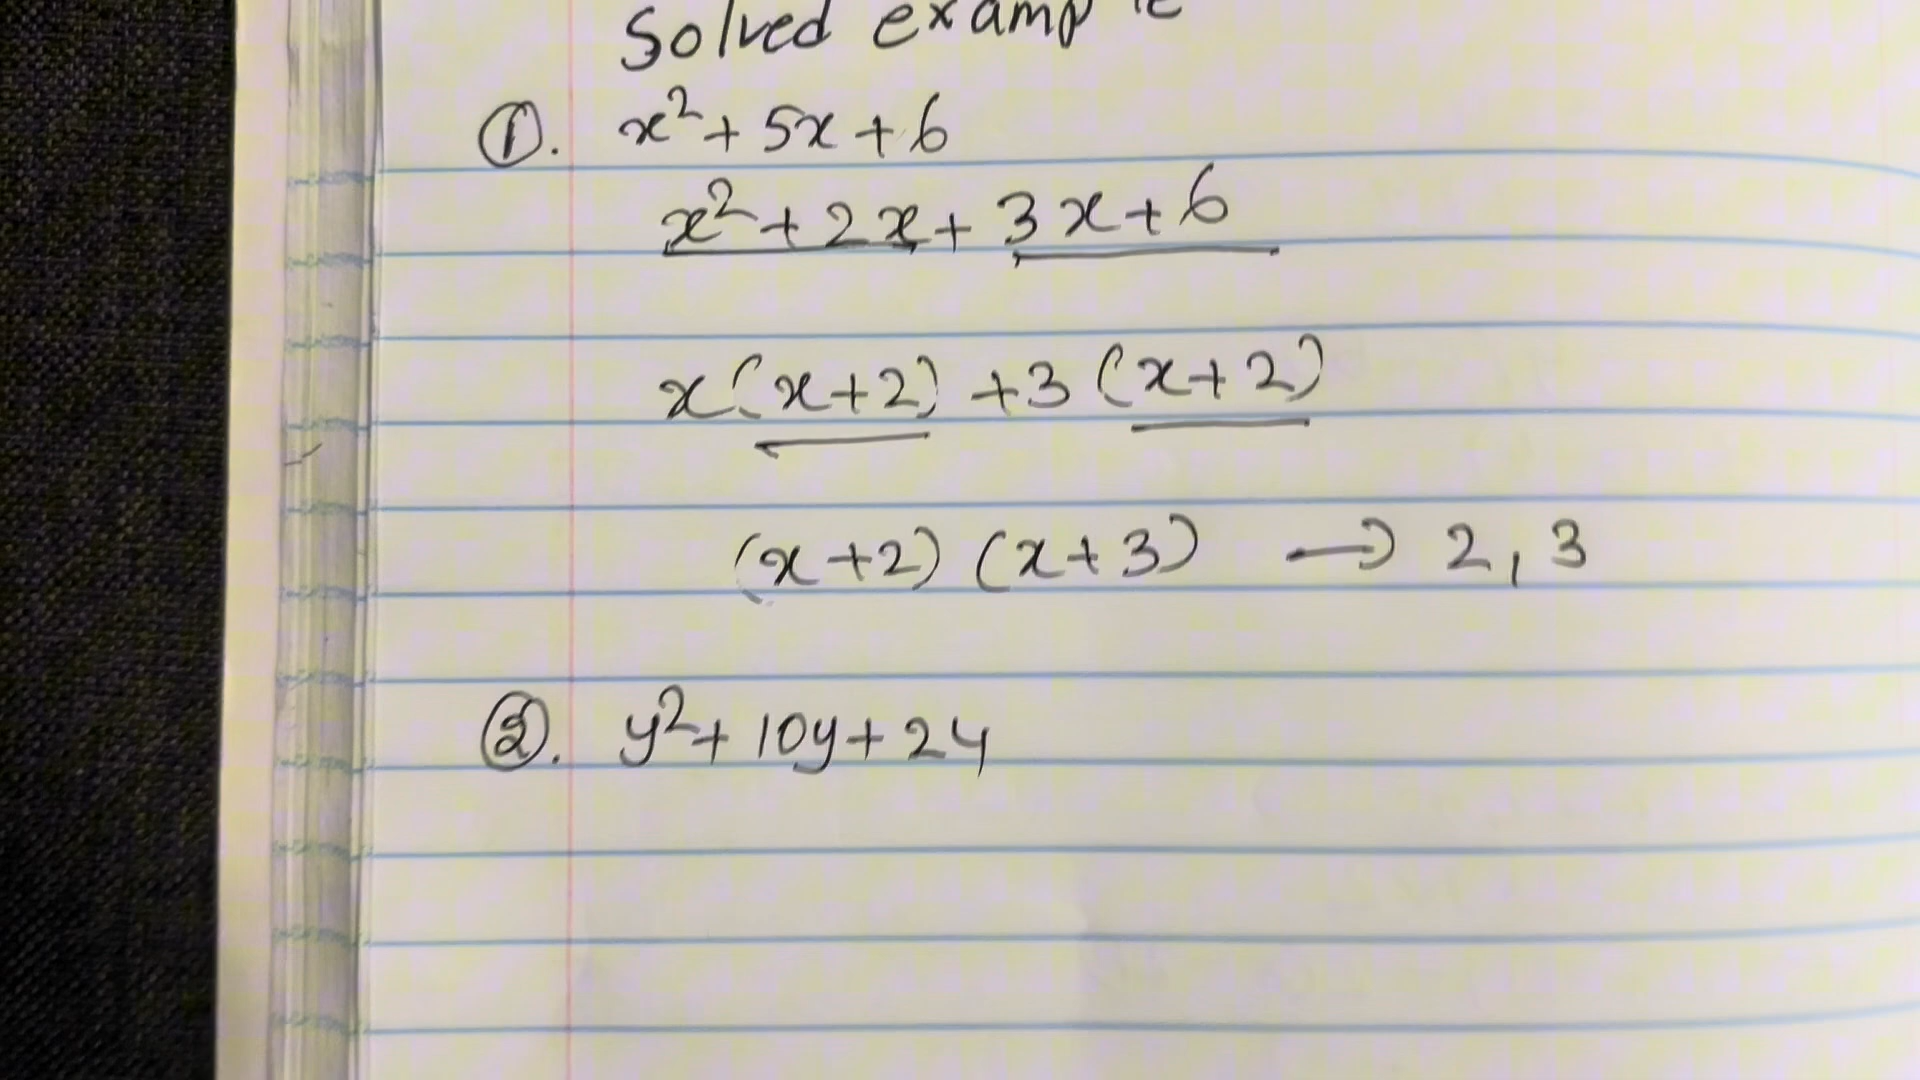 Solved example
①. x² + 5x + 6
x² + 2x + 3x + 6
x(x+2) + 3(x+2)
(x+2)(x+3) → 2, 3
②. y² + 10y + 24